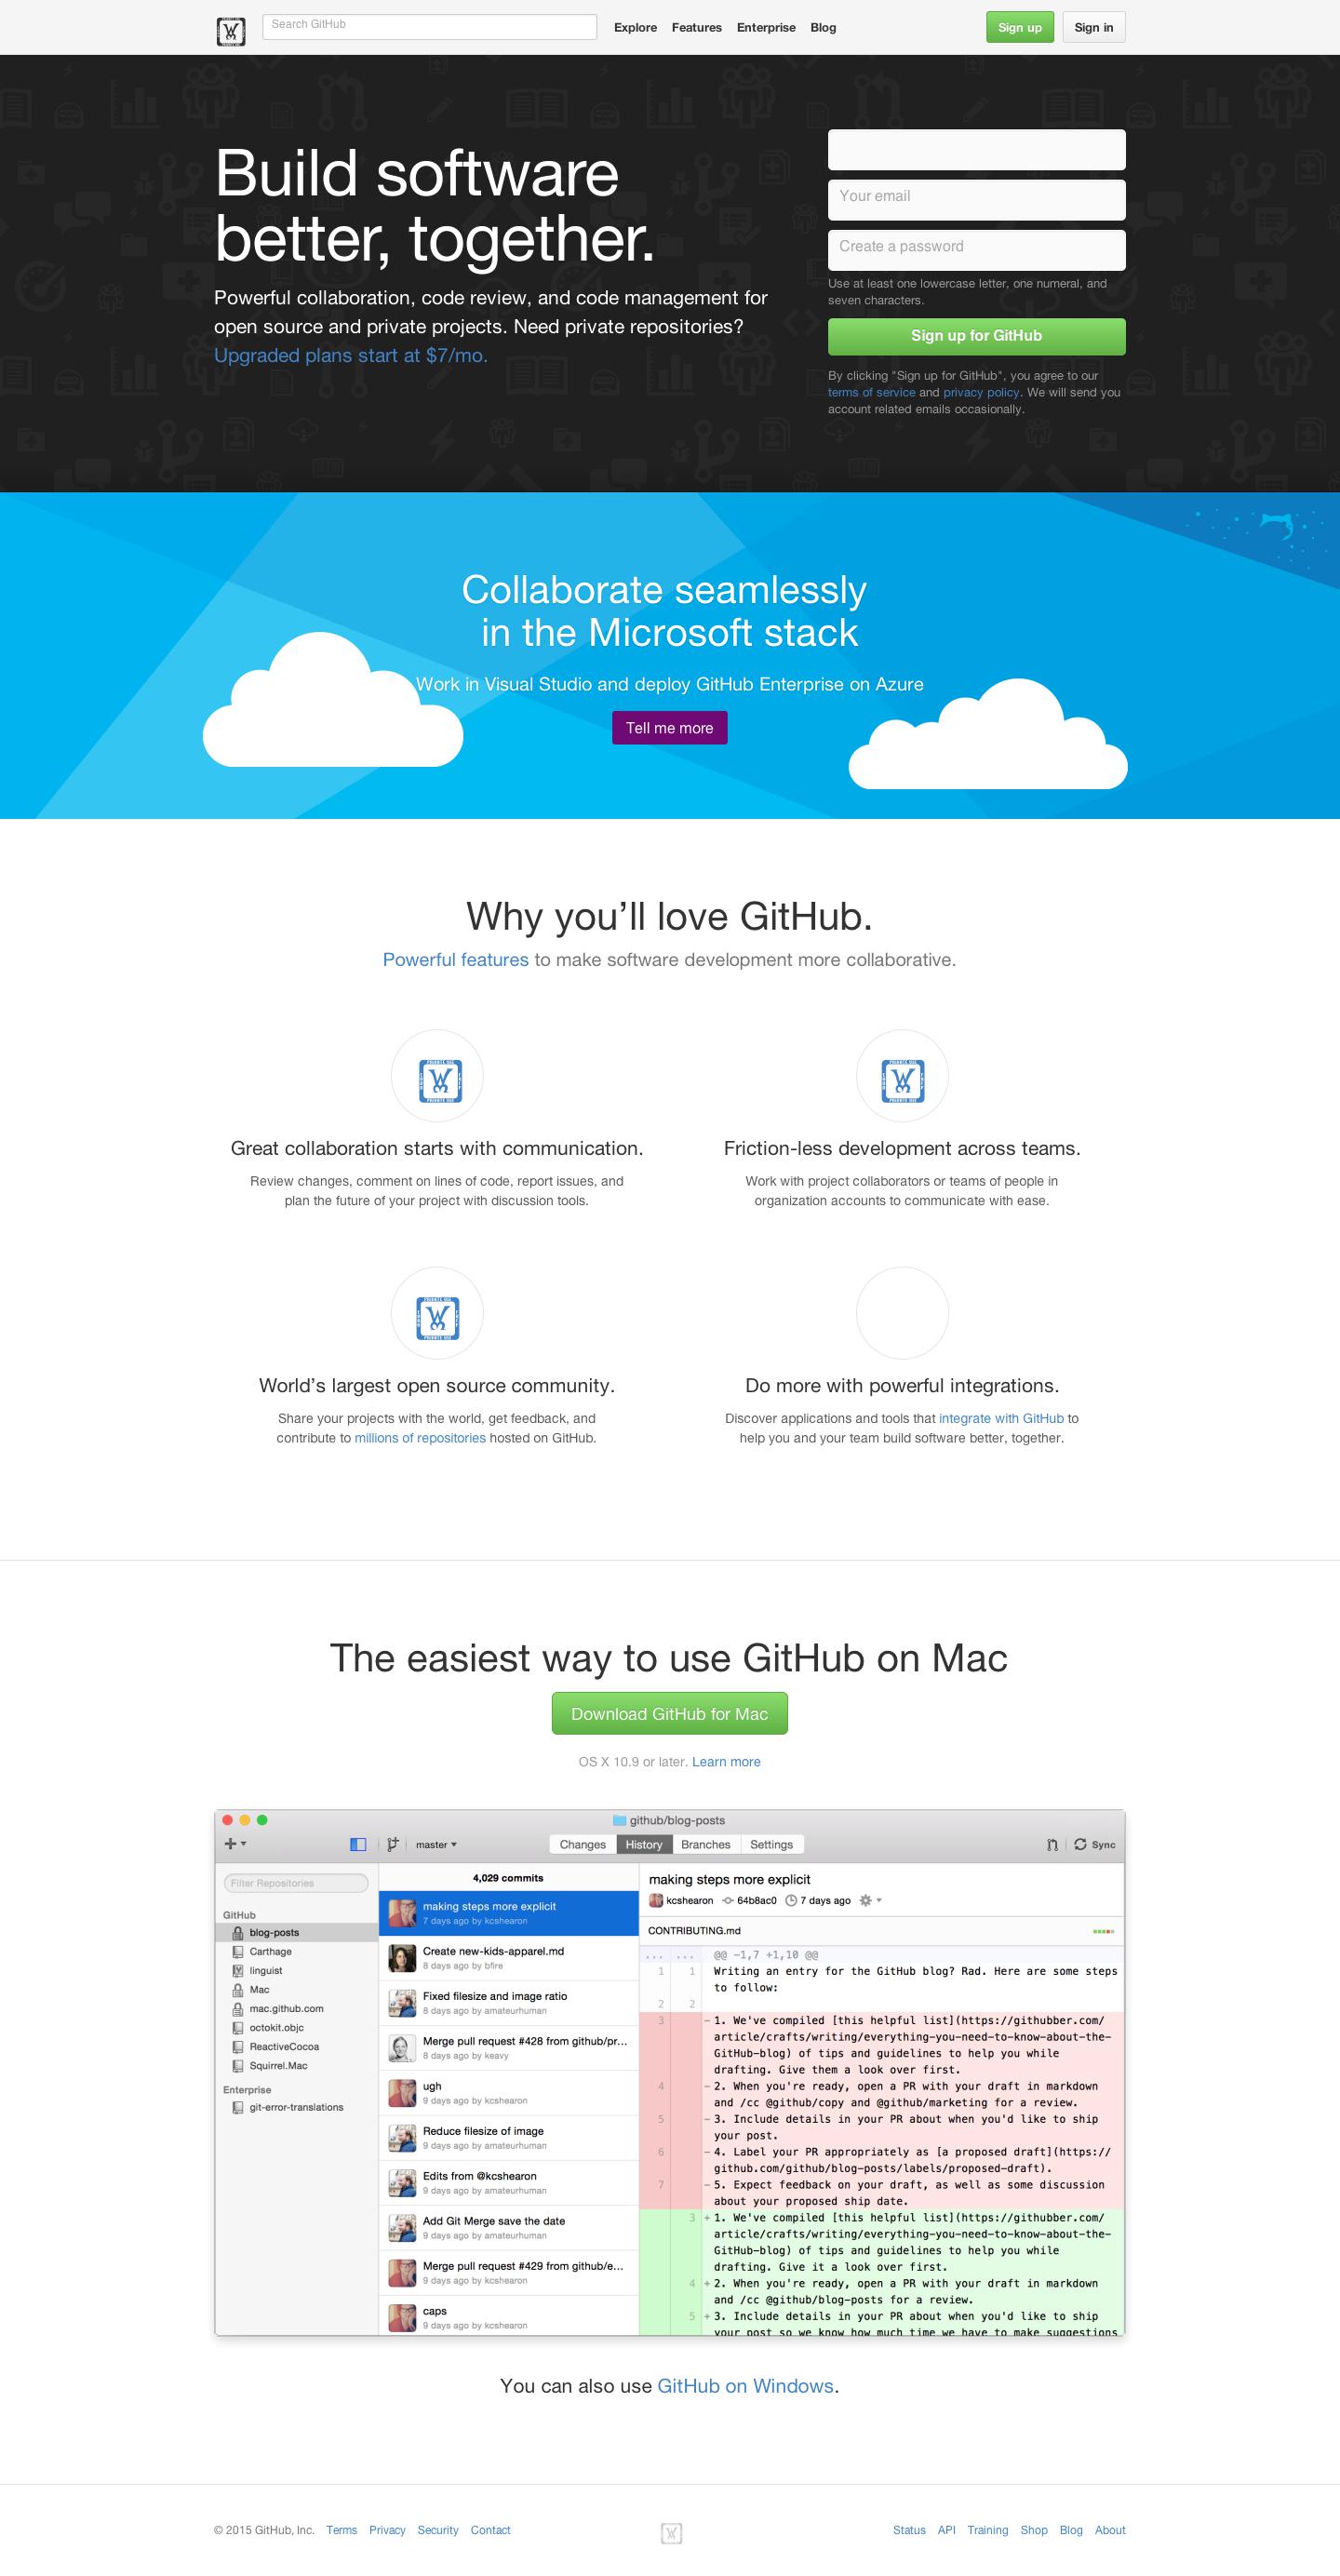 Search GitHub
Explore Features Enterprise Blog
Sign up Sign in
Build software
better, together.
Powerful collaboration, code review, and code management for
open source and private projects. Need private repositories?
Upgraded plans start at $7/mo.
Your email
Create a password
Use at least one lowercase letter, one numeral, and
seven characters.
Sign up for GitHub
By clicking "Sign up for GitHub", you agree to our
terms of service and privacy policy. We will send you
account related emails occasionally.
Collaborate seamlessly
in the Microsoft stack
Work in Visual Studio and deploy GitHub Enterprise on Azure
Tell me more
Why you’ll love GitHub.
Powerful features to make software development more collaborative.
Great collaboration starts with communication.
Review changes, comment on lines of code, report issues, and
plan the future of your project with discussion tools.
Friction-less development across teams.
Work with project collaborators or teams of people in
organization accounts to communicate with ease.
World’s largest open source community.
Share your projects with the world, get feedback, and
contribute to millions of repositories hosted on GitHub.
Do more with powerful integrations.
Discover applications and tools that integrate with GitHub to
help you and your team build software better, together.
The easiest way to use GitHub on Mac
Download GitHub for Mac
OS X 10.9 or later. Learn more
github/blog-posts
master
Changes History Branches Settings
Sync
Filter Repositories
GitHub
blog-posts
Carthage
linguist
Mac
mac.github.com
octokit.objc
ReactiveCocoa
Squirrel.Mac
Enterprise
git-error-translations
4,029 commits
making steps more explicit
7 days ago by kcshearon
Create new-kids-apparel.md
8 days ago by bfire
Fixed filesize and image ratio
8 days ago by amateurhuman
Merge pull request #428 from github/pr...
8 days ago by keavy
ugh
9 days ago by kcshearon
Reduce filesize of image
9 days ago by amateurhuman
Edits from @kcshearon
9 days ago by amateurhuman
Add Git Merge save the date
9 days ago by amateurhuman
Merge pull request #429 from github/e...
9 days ago by kcshearon
caps
9 days ago by kcshearon
making steps more explicit
kcshearon 64b8ac0 7 days ago
CONTRIBUTING.md
... ... @@ -1,7 +1,10 @@
1 1 Writing an entry for the GitHub blog? Rad. Here are some steps
to follow:
2 2
3 - 1. We've compiled [this helpful list](https://githubber.com/
article/crafts/writing/everything-you-need-to-know-about-the-
GitHub-blog) of tips and guidelines to help you while
drafting. Give them a look over first.
4 - 2. When you're ready, open a PR with your draft in markdown
and /cc @github/copy and @github/marketing for a review.
5 - 3. Include details in your PR about when you'd like to ship
your post.
6 - 4. Label your PR appropriately as [a proposed draft](https://
github.com/github/blog-posts/labels/proposed-draft).
7 - 5. Expect feedback on your draft, as well as some discussion
about your proposed ship date.
3 + 1. We've compiled [this helpful list](https://githubber.com/
article/crafts/writing/everything-you-need-to-know-about-the-
GitHub-blog) of tips and guidelines to help you while
drafting. Give it a look over first.
4 + 2. When you're ready, open a PR with your draft in markdown
and /cc @github/blog-posts for a review.
5 + 3. Include details in your PR about when you'd like to ship
your post so we know how much time we have to make suggestions
You can also use GitHub on Windows.
© 2015 GitHub, Inc. Terms Privacy Security Contact
Status API Training Shop Blog About